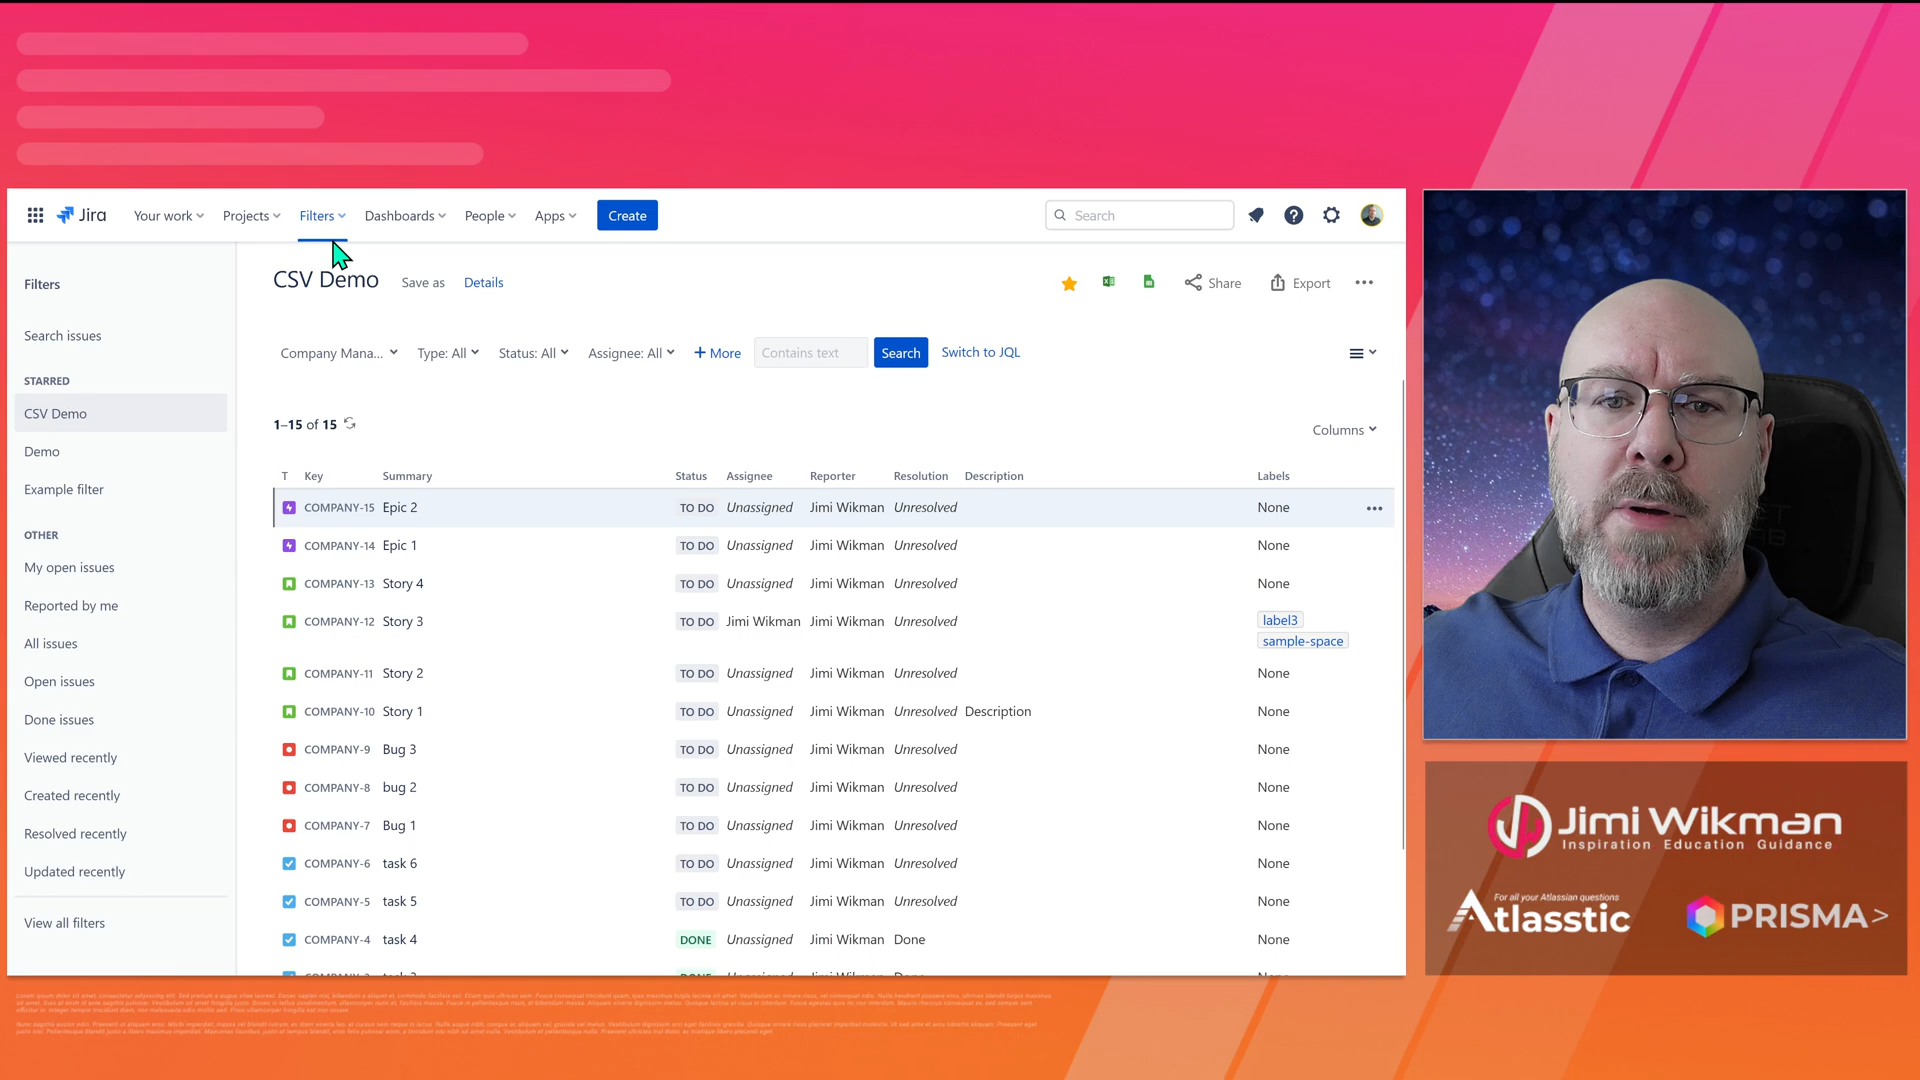 Jira Your work Projects Filters Dashboards People Apps Create Search
Filters
Search issues
STARRED
CSV Demo
Demo
Example filter
OTHER
My open issues
Reported by me
All issues
Open issues
Done issues
Viewed recently
Created recently
Resolved recently
Updated recently
View all filters
CSV Demo Save as Details Share Export
Company Mana... Type: All Status: All Assignee: All + More Contains text Search Switch to JQL
1–15 of 15
Columns
T Key Summary Status Assignee Reporter Resolution Description Labels
COMPANY-15 Epic 2 TO DO Unassigned Jimi Wikman Unresolved None
COMPANY-14 Epic 1 TO DO Unassigned Jimi Wikman Unresolved None
COMPANY-13 Story 4 TO DO Unassigned Jimi Wikman Unresolved None
COMPANY-12 Story 3 TO DO Jimi Wikman Jimi Wikman Unresolved label3
sample-space
COMPANY-11 Story 2 TO DO Unassigned Jimi Wikman Unresolved None
COMPANY-10 Story 1 TO DO Unassigned Jimi Wikman Unresolved Description None
COMPANY-9 Bug 3 TO DO Unassigned Jimi Wikman Unresolved None
COMPANY-8 bug 2 TO DO Unassigned Jimi Wikman Unresolved None
COMPANY-7 Bug 1 TO DO Unassigned Jimi Wikman Unresolved None
COMPANY-6 task 6 TO DO Unassigned Jimi Wikman Unresolved None
COMPANY-5 task 5 TO DO Unassigned Jimi Wikman Unresolved None
COMPANY-4 task 4 DONE Unassigned Jimi Wikman Done None
Jimi Wikman
Inspiration Education Guidance
For all your Atlassian questions
Atlasstic
PRISMA>